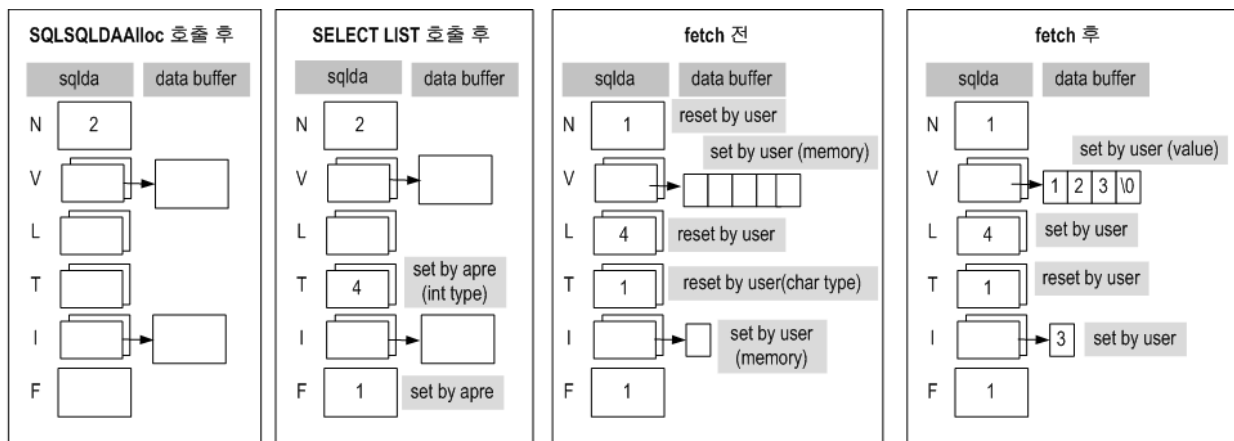 SQLSQLDAAlloc 호출 후
sqlda data buffer
N 2
V
L
T
I
F
SELECT LIST 호출 후
sqlda data buffer
N 2
V
L
T 4 set by apre
(int type)
I
F 1 set by apre
fetch 전
sqlda data buffer
N 1 reset by user
set by user (memory)
V
L 4 reset by user
T 1 reset by user(char type)
I set by user
(memory)
F 1
fetch 후
sqlda data buffer
N 1
set by user (value)
V 1 2 3 \0
L 4 set by user
T 1 reset by user
I 3 set by user
F 1